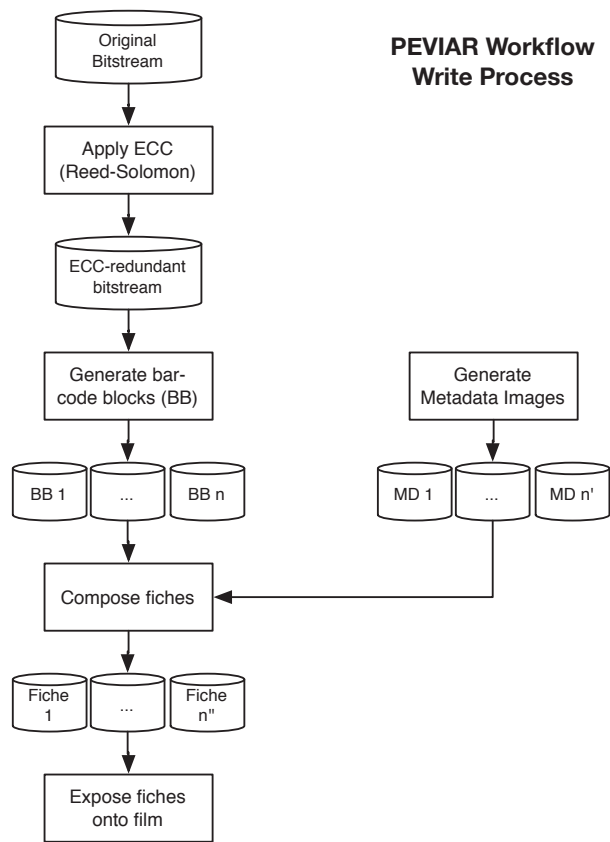 PEVIAR Workflow
Write Process
Original
Bitstream
Apply ECC
(Reed-Solomon)
ECC-redundant
bitstream
Generate bar-
code blocks (BB)
Generate
Metadata Images
BB 1
...
BB n
MD 1
...
MD n'
Compose fiches
Fiche
1
...
Fiche
n"
Expose fiches
onto film